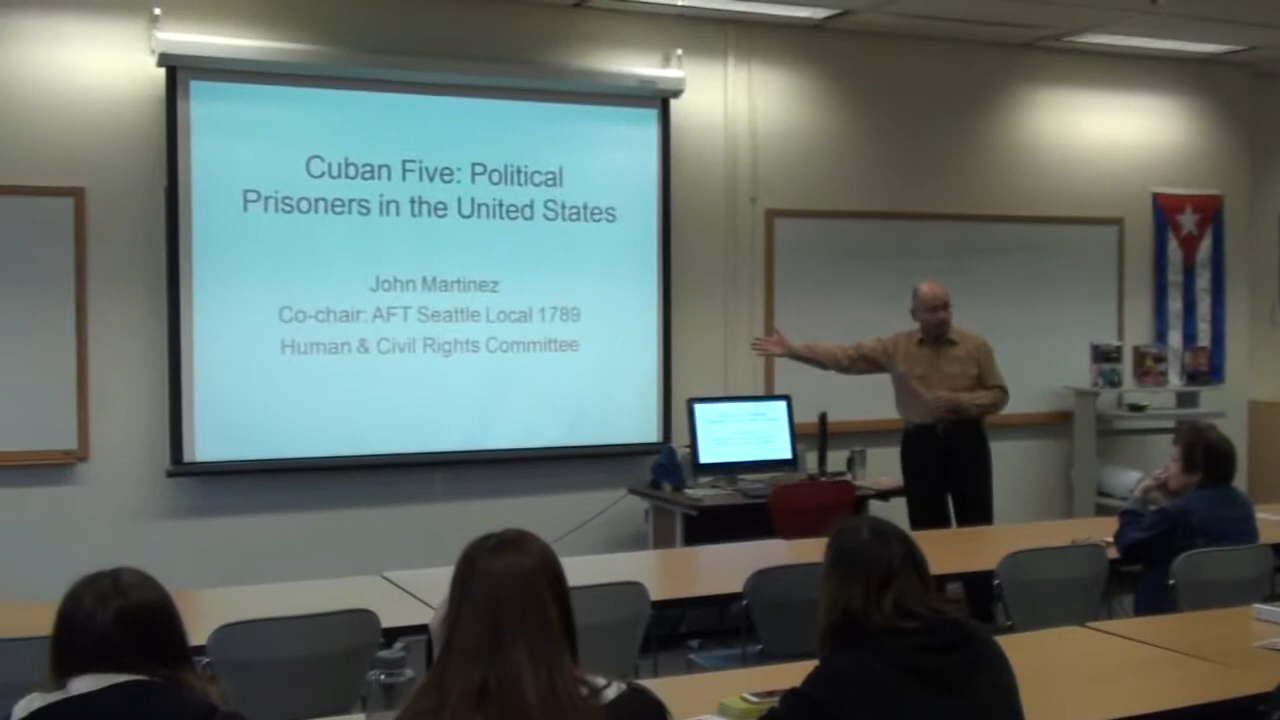 Cuban Five: Political
Prisoners in the United States
John Martinez
Co-chair: AFT Seattle Local 1789
Human & Civil Rights Committee